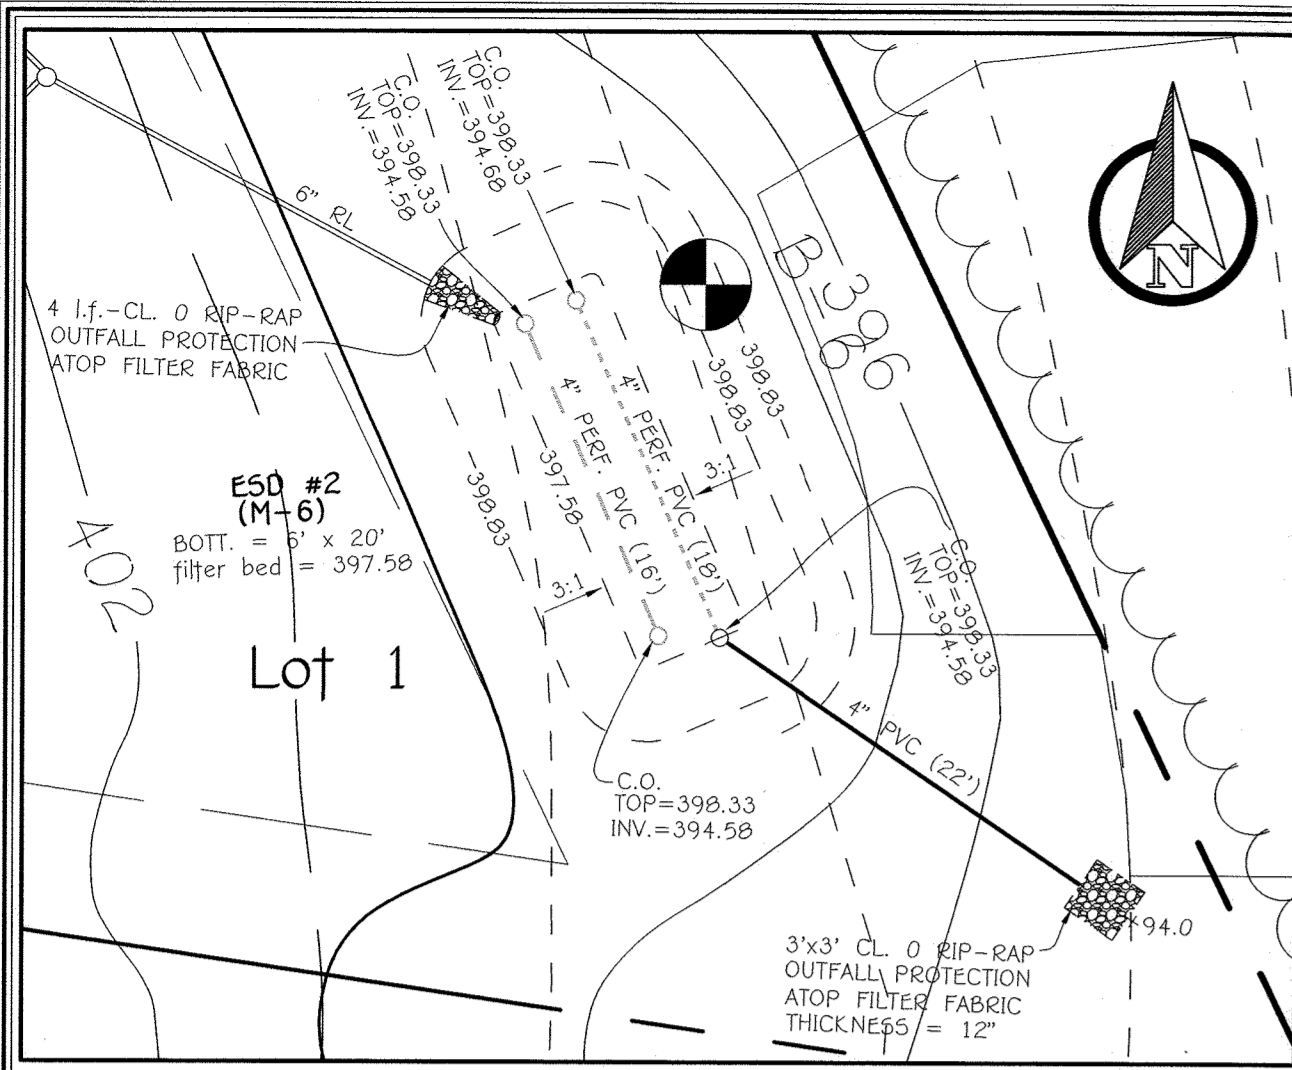 C.O.
TOP=398.33
INV.=394.68
C.O.
TOP=398.33
INV.=394.58
6" RL
N
4 l.f.-CL. 0 RIP-RAP
OUTFALL PROTECTION
ATOP FILTER FABRIC
396
398.83
398.83
4" PERF. PVC (16')
4" PERF. PVC (18')
397.58
398.83
3:1
3:1
ESD #2
(M-6)
BOTT. = 6' x 20'
filter bed = 397.58
402
Lot 1
C.O.
TOP=398.33
INV.=394.58
4" PVC (22')
C.O.
TOP=398.33
INV.=394.58
94.0
3'x3' CL. 0 RIP-RAP
OUTFALL PROTECTION
ATOP FILTER FABRIC
THICKNESS = 12"